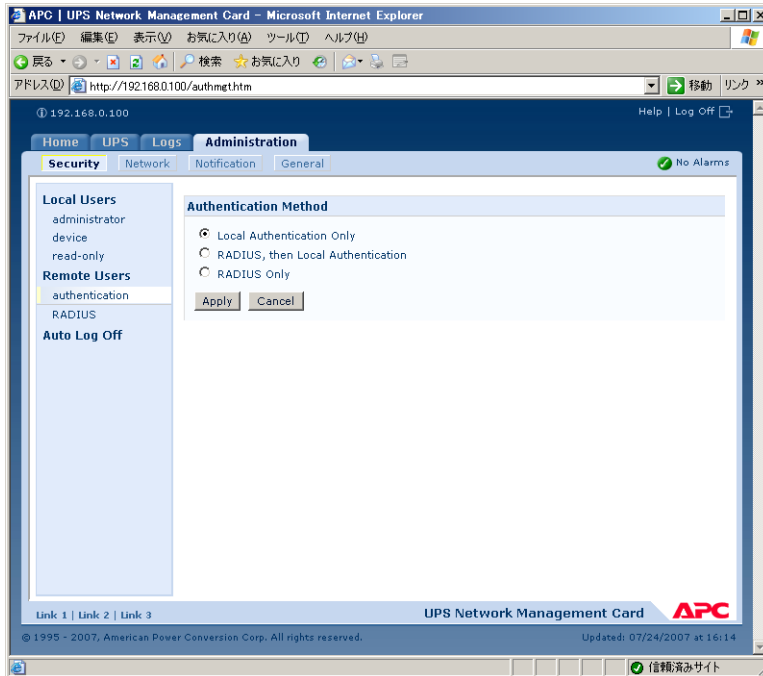 APC | UPS Network Management Card - Microsoft Internet Explorer
ファイル(F) 編集(E) 表示(V) お気に入り(A) ツール(T) ヘルプ(H)
戻る 検索 お気に入り
アドレス(D) http://192.168.0.100/authmgt.htm 移動 リンク »
192.168.0.100 Help | Log Off
Home UPS Logs Administration
Security Network Notification General No Alarms
Local Users
administrator
device
read-only
Remote Users
authentication
RADIUS
Auto Log Off
Authentication Method
Local Authentication Only
RADIUS, then Local Authentication
RADIUS Only
Apply Cancel
Link 1 | Link 2 | Link 3 UPS Network Management Card APC
© 1995 - 2007, American Power Conversion Corp. All rights reserved. Updated: 07/24/2007 at 16:14
信頼済みサイト